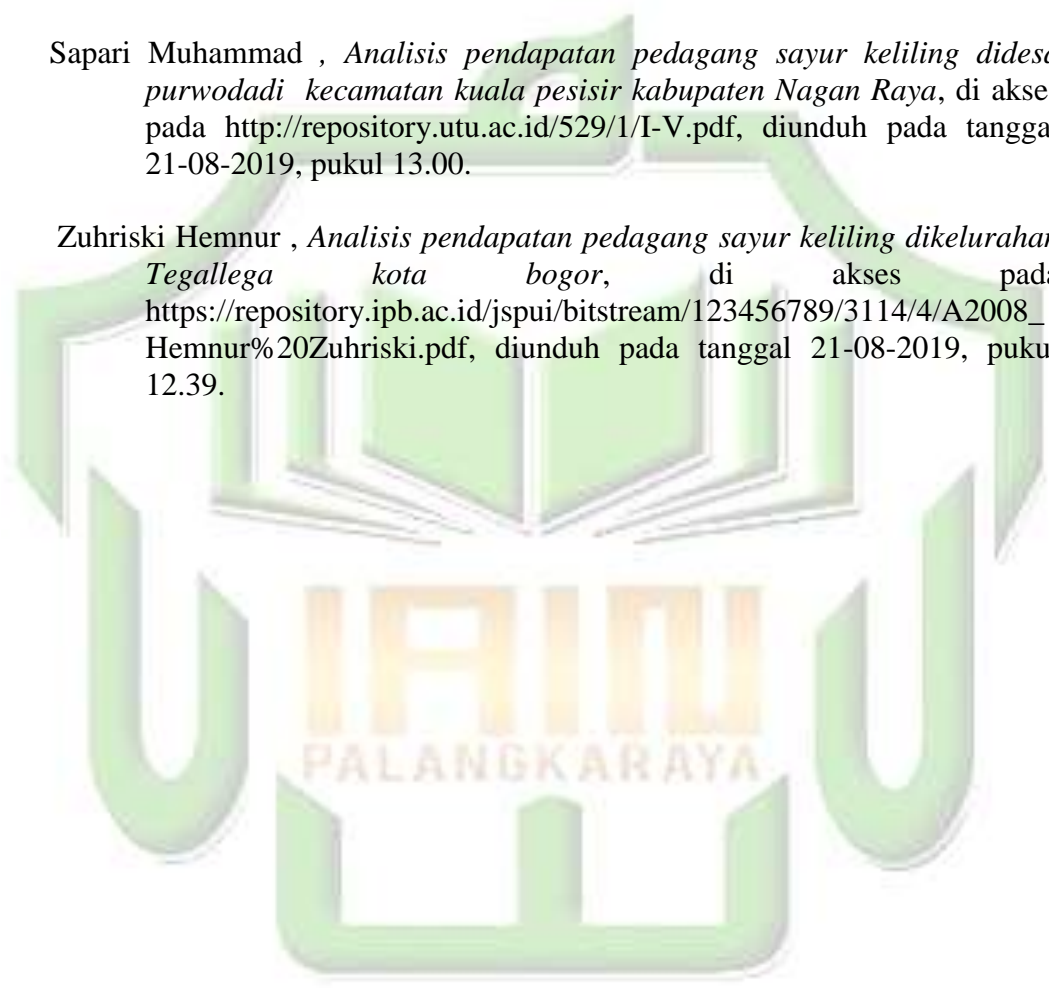 Sapari Muhammad , Analisis pendapatan pedagang sayur keliling didesa
purwodadi kecamatan kuala pesisir kabupaten Nagan Raya, di akses
pada http://repository.utu.ac.id/529/1/I-V.pdf, diunduh pada tanggal
21-08-2019, pukul 13.00.
Zuhriski Hemnur , Analisis pendapatan pedagang sayur keliling dikelurahan
Tegallega kota bogor, di akses pada
https://repository.ipb.ac.id/jspui/bitstream/123456789/3114/4/A2008_
Hemnur%20Zuhriski.pdf, diunduh pada tanggal 21-08-2019, pukul
12.39.
IAIN
PALANGKARAYA